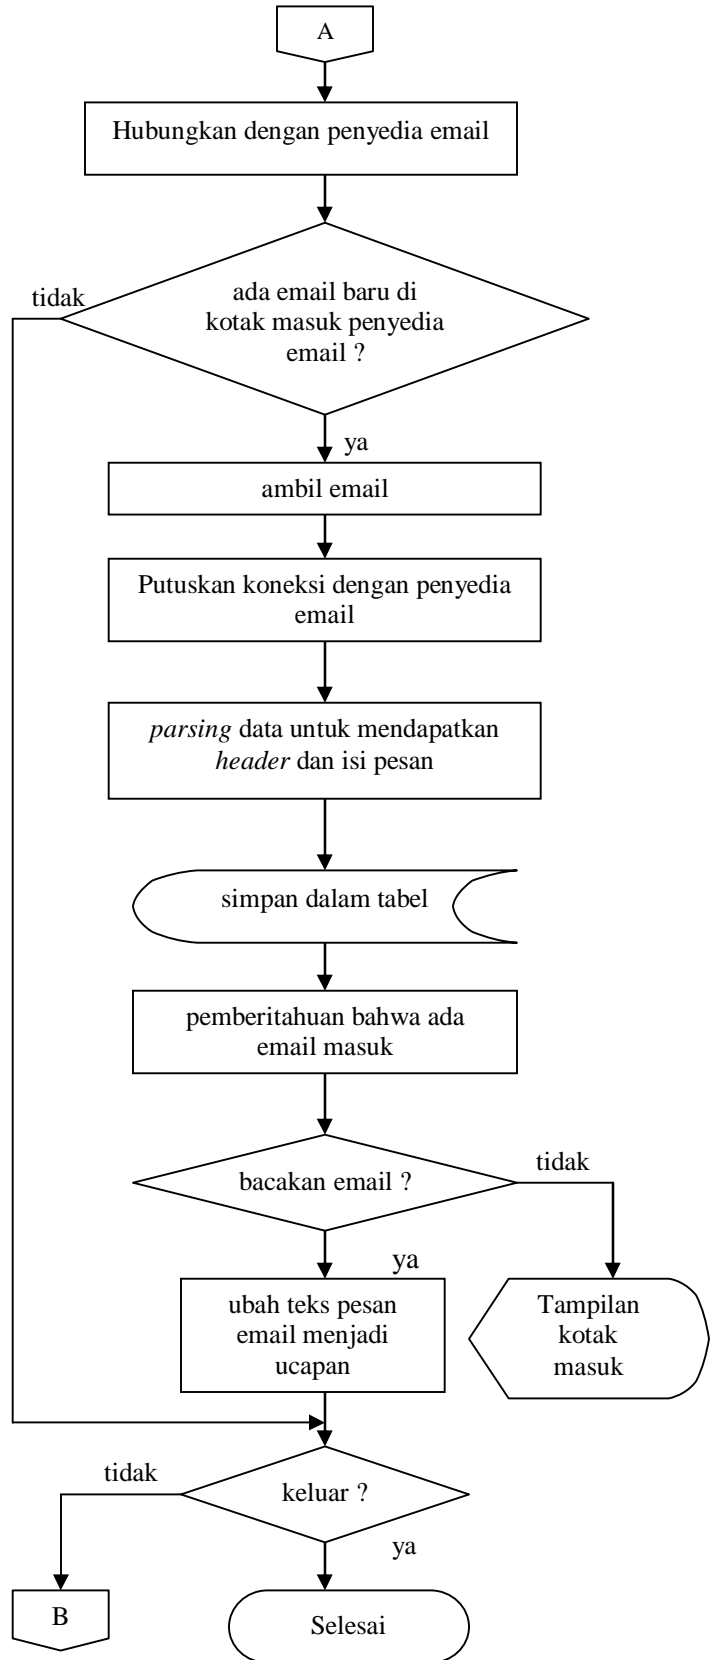 A
Hubungkan dengan penyedia email
tidak
ada email baru di
kotak masuk penyedia
email ?
ya
ambil email
Putuskan koneksi dengan penyedia
email
parsing data untuk mendapatkan
header dan isi pesan
simpan dalam tabel
pemberitahuan bahwa ada
email masuk
bacakan email ?
tidak
ya
ubah teks pesan
email menjadi
ucapan
Tampilan
kotak
masuk
tidak
keluar ?
ya
B
Selesai